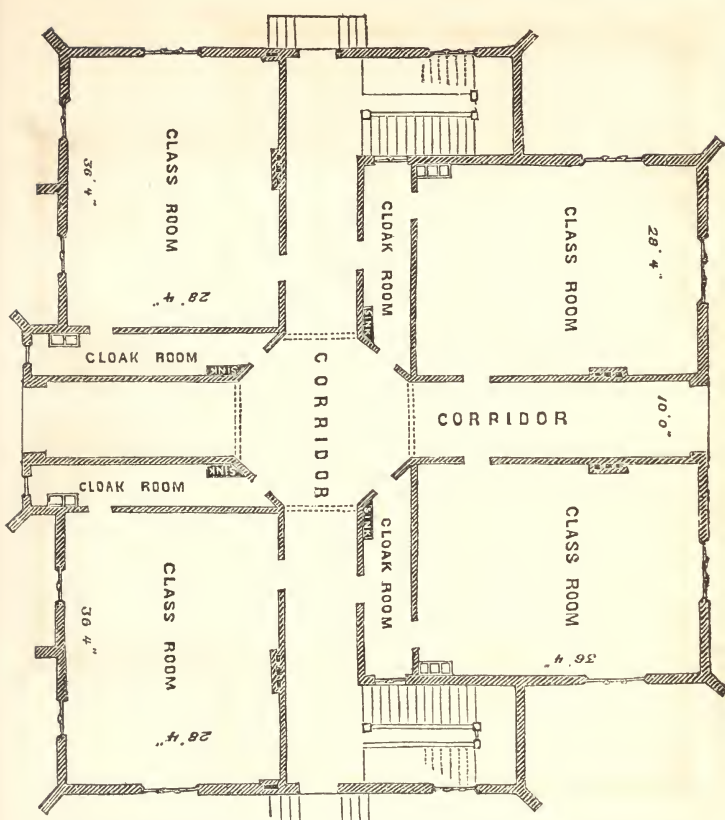 CLASS ROOM
36' 4"
28' 4"
CLOAK ROOM
CLASS ROOM
28' 4"
CLOAK ROOM
SINK
SINK
CORRIDOR
CORRIDOR
10' 0"
CLOAK ROOM
SINK
CLASS ROOM
36 4"
28' 4"
CLOAK ROOM
SINK
CLASS ROOM
36' 4"